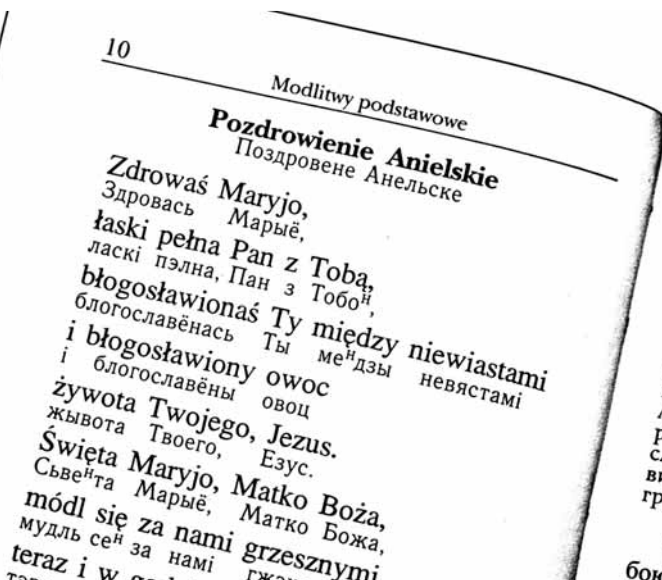 10
Modlitwy podstawowe
Pozdrowienie Anielskie
Поздровене Анельске
Zdrowaś Maryjo,
Здровась Марыё,
łaski pełna Pan z Tobą,
ласкі пэлна, Пан з Тобоᴴ,
błogosławionaś Ty między niewiastami
блогославёнась Ты меᴴдзы невястамі
i błogosławiony owoc
і блогославёны овоц
żywota Twojego, Jezus.
жывота Твоего, Езус.
Święta Maryjo, Matko Boża,
Сьвеᴴта Марыё, Матко Божа,
módl się za nami grzesznymi
мудль сеᴴ за намі
teraz i w